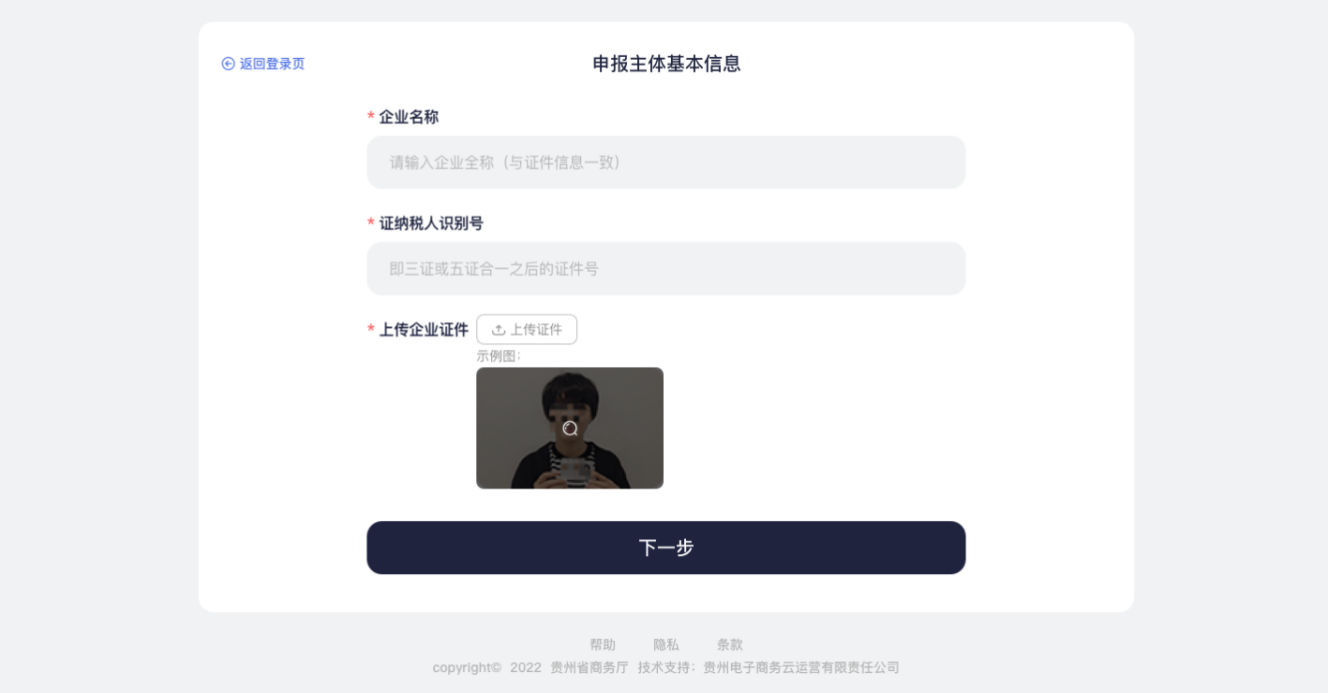 返回登录页
申报主体基本信息
* 企业名称
请输入企业全称（与证件信息一致）
* 证纳税人识别号
即三证或五证合一之后的证件号
* 上传企业证件 上传证件
示例图：
下一步
帮助 隐私 条款
copyright© 2022 贵州省商务厅 技术支持：贵州电子商务云运营有限责任公司